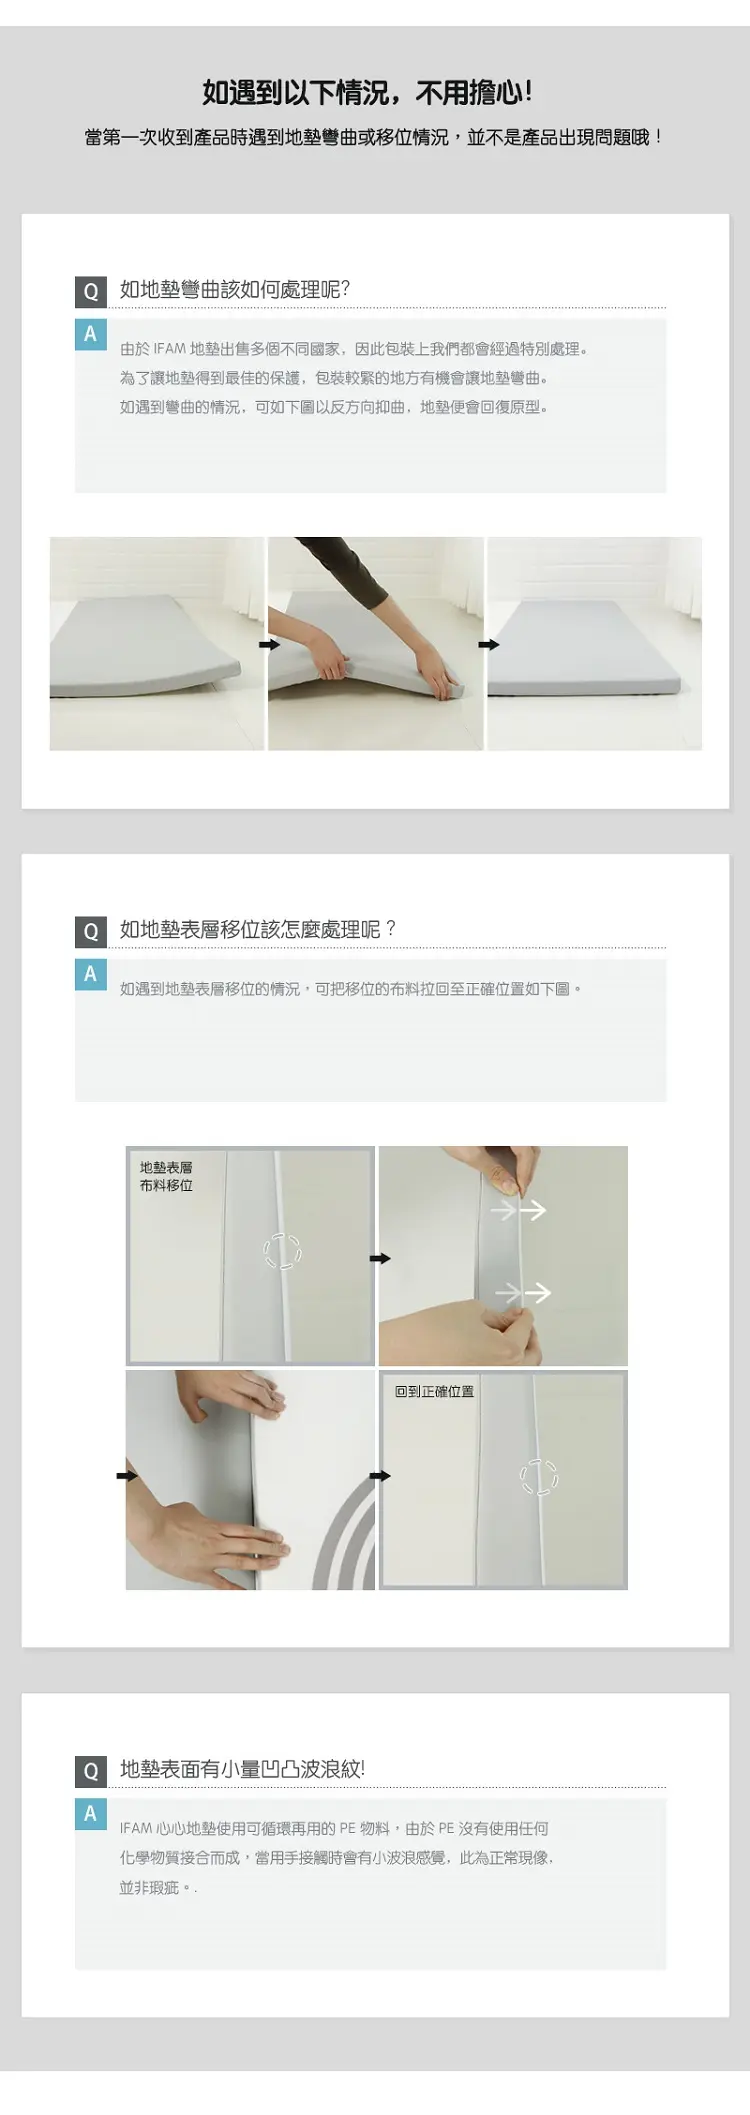 如遇到以下情況，不用擔心!
當第一次收到產品時遇到地墊彎曲或移位情況，並不是產品出現問題哦！
Q 如地墊彎曲該如何處理呢?
A
由於 IFAM 地墊出售多個不同國家，因此包裝上我們都會經過特別處理。
為了讓地墊得到最佳的保護，包裝較緊的地方有機會讓地墊彎曲。
如遇到彎曲的情況，可如下圖以反方向抑曲，地墊便會回復原型。
Q 如地墊表層移位該怎麼處理呢？
A
如遇到地墊表層移位的情況，可把移位的布料拉回至正確位置如下圖。
地墊表層
布料移位
回到正確位置
Q 地墊表面有小量凹凸波浪紋!
A
IFAM 心心地墊使用可循環再用的 PE 物料，由於 PE 沒有使用任何
化學物質接合而成，當用手接觸時會有小波浪感覺，此為正常現像，
並非瑕疵。.